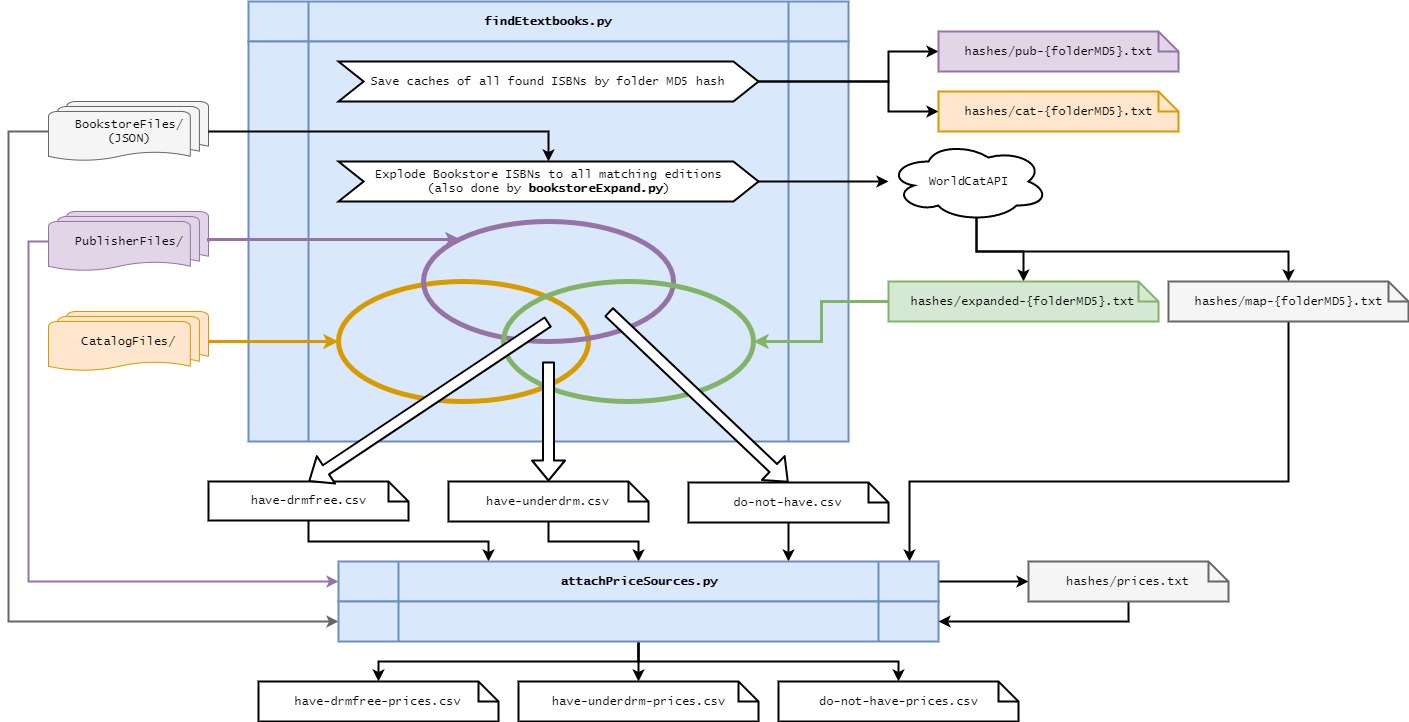 findEtextbooks.py
Save caches of all found ISBNs by folder MD5 hash
hashes/pub-{folderMD5}.txt
hashes/cat-{folderMD5}.txt
BookstoreFiles/
(JSON)
Explode Bookstore ISBNs to all matching editions
(also done by bookstoreExpand.py)
WorldCatAPI
PublisherFiles/
hashes/expanded-{folderMD5}.txt
hashes/map-{folderMD5}.txt
CatalogFiles/
have-drmfree.csv
have-underdrm.csv
do-not-have.csv
attachPriceSources.py
hashes/prices.txt
have-drmfree-prices.csv
have-underdrm-prices.csv
do-not-have-prices.csv